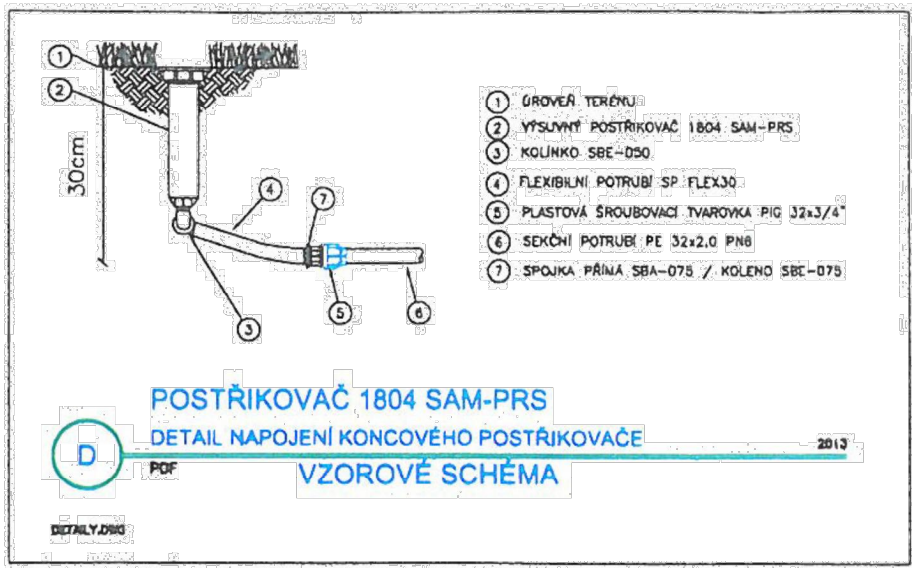 1 ÚROVEŇ TERÉNU
2 VÝSUVNÝ POSTŘIKOVAČ 1804 SAM-PRS
3 KOLÍNKO SBE-050
4 FLEXIBILNÍ POTRUBÍ SP FLEX30
5 PLASTOVÁ ŠROUBOVACÍ TVAROVKA PIG 32x3/4"
6 SEKČNÍ POTRUBÍ PE 32x2,0 PN6
7 SPOJKA PŘÍMÁ SBA-075 / KOLENO SBE-075
1
2
30cm
4
7
3
5
6
POSTŘIKOVAČ 1804 SAM-PRS
DETAIL NAPOJENÍ KONCOVÉHO POSTŘIKOVAČE
2013
D
PDF
VZOROVÉ SCHÉMA
DETAILY.DWG